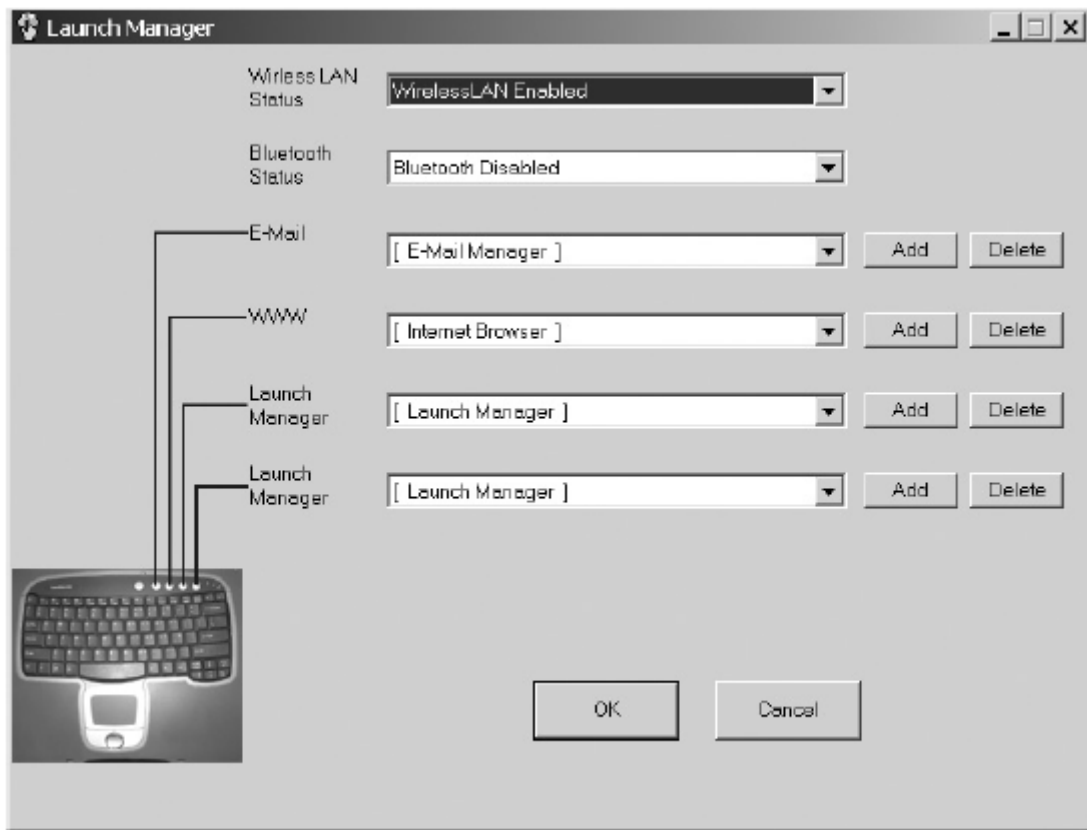 Launch Manager
Wirless LAN
Status
WirelessLAN Enabled
Bluetooth
Status
Bluetooth Disabled
E-Mail
[ E-Mail Manager ]
Add
Delete
WWW
[ Internet Browser ]
Add
Delete
Launch
Manager
[ Launch Manager ]
Add
Delete
Launch
Manager
[ Launch Manager ]
Add
Delete
OK
Cancel